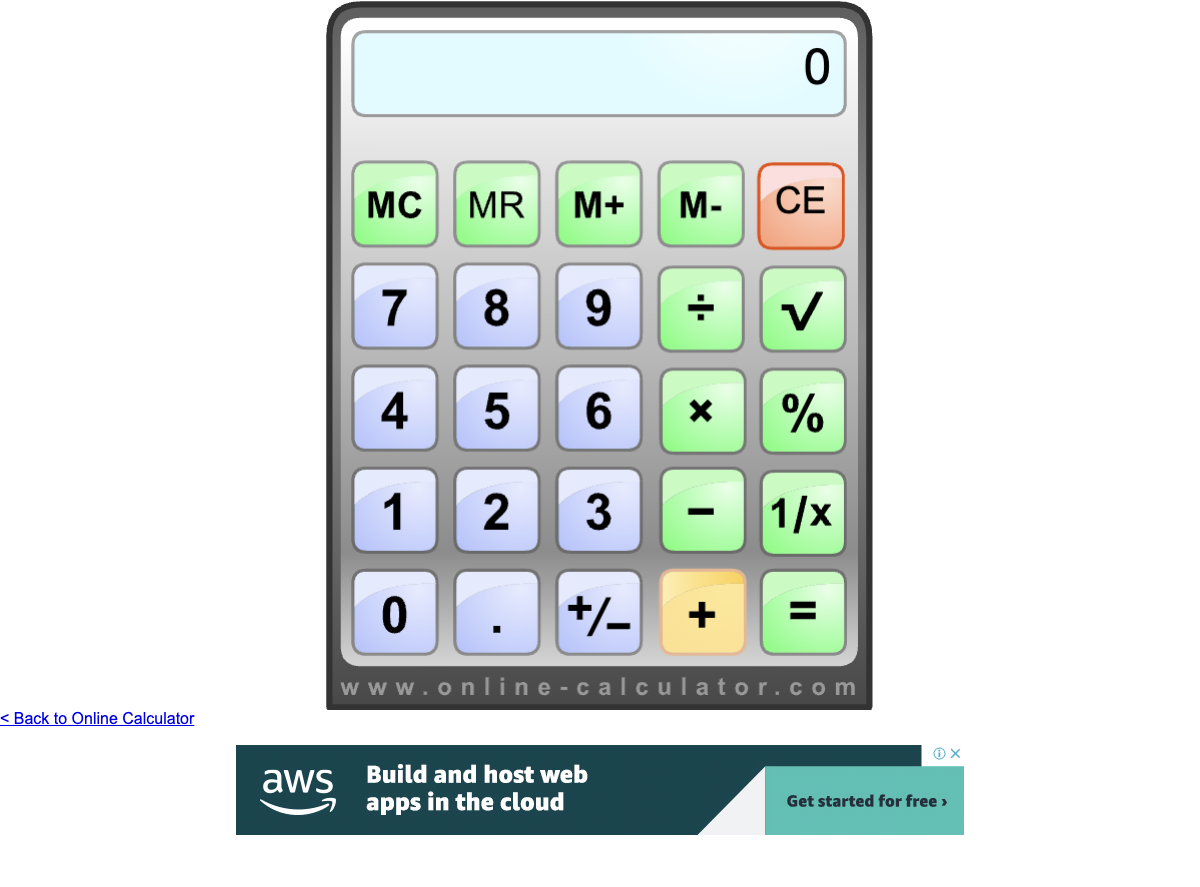 0
MC MR M+ M- CE
7 8 9 ÷ √
4 5 6 × %
1 2 3 − 1/x
0 . +/− + =
www.online-calculator.com
< Back to Online Calculator
aws
Build and host web
apps in the cloud
Get started for free ›